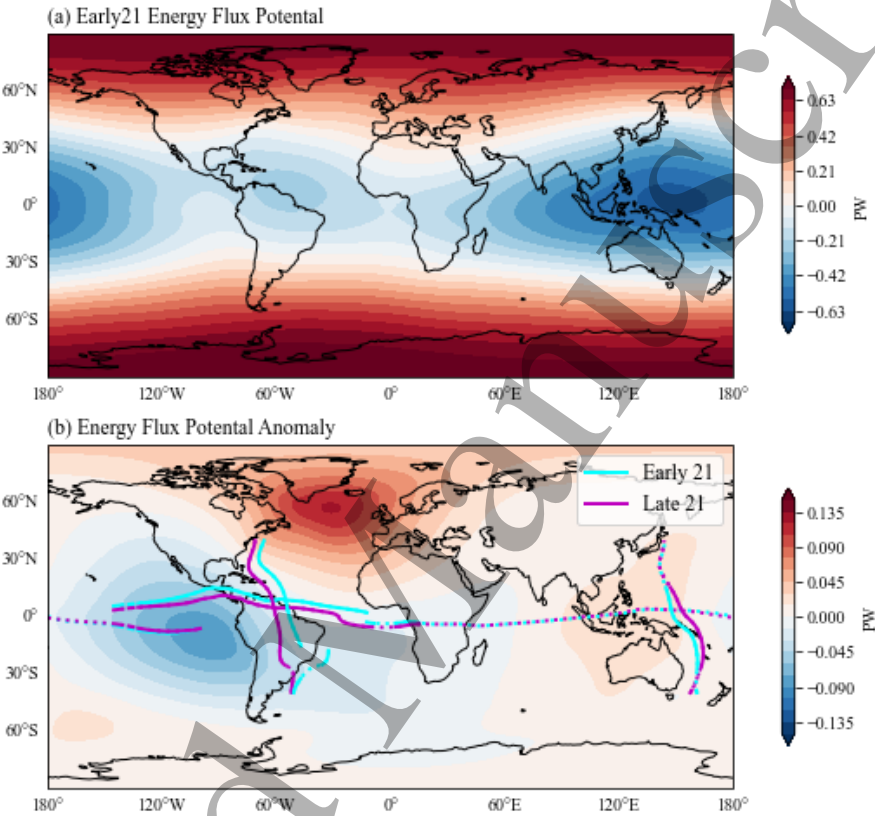 (a) Early21 Energy Flux Potental
60°N
30°N
0°
30°S
60°S
180° 120°W 60°W 0° 60°E 120°E 180°
0.63
0.42
0.21
0.00
−0.21
−0.42
−0.63
PW
(b) Energy Flux Potental Anomaly
Early 21
Late 21
60°N
30°N
0°
30°S
60°S
180° 120°W 60°W 0° 60°E 120°E 180°
0.135
0.090
0.045
0.000
−0.045
−0.090
−0.135
PW
d Manuscr